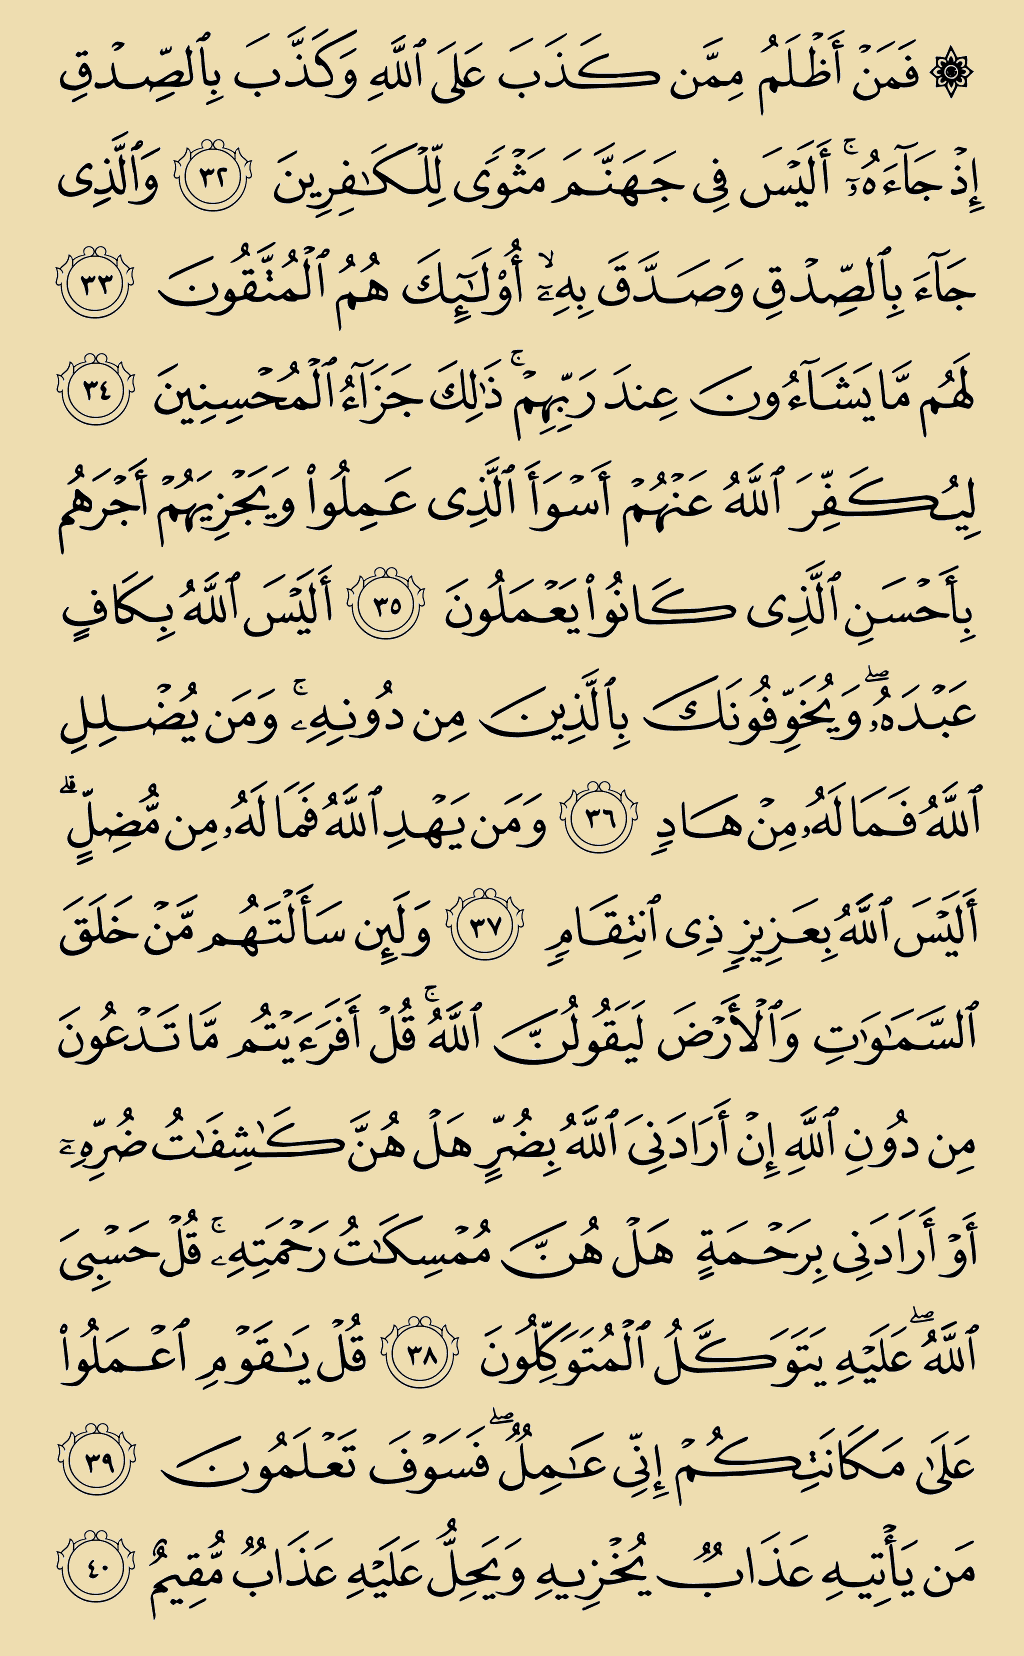 ۞ فَمَنۡ أَظۡلَمُ مِمَّن كَذَبَ عَلَى ٱللَّهِ وَكَذَّبَ بِٱلصِّدۡقِ
إِذۡ جَآءَهُۥٓۚ أَلَيۡسَ فِي جَهَنَّمَ مَثۡوٗى لِّلۡكَٰفِرِينَ ٣٢ وَٱلَّذِي
جَآءَ بِٱلصِّدۡقِ وَصَدَّقَ بِهِۦٓ ۙ أُوْلَٰٓئِكَ هُمُ ٱلۡمُتَّقُونَ ٣٣
لَهُم مَّا يَشَآءُونَ عِندَ رَبِّهِمۡۚ ذَٰلِكَ جَزَآءُ ٱلۡمُحۡسِنِينَ ٣٤
لِيُكَفِّرَ ٱللَّهُ عَنۡهُمۡ أَسۡوَأَ ٱلَّذِي عَمِلُواْ وَيَجۡزِيَهُمۡ أَجۡرَهُم
بِأَحۡسَنِ ٱلَّذِي كَانُواْ يَعۡمَلُونَ ٣٥ أَلَيۡسَ ٱللَّهُ بِكَافٍ
عَبۡدَهُۥۖ وَيُخَوِّفُونَكَ بِٱلَّذِينَ مِن دُونِهِۦۚ وَمَن يُضۡلِلِ
ٱللَّهُ فَمَا لَهُۥ مِنۡ هَادٖ ٣٦ وَمَن يَهۡدِ ٱللَّهُ فَمَا لَهُۥ مِن مُّضِلٍّۗ
أَلَيۡسَ ٱللَّهُ بِعَزِيزٖ ذِي ٱنتِقَامٖ ٣٧ وَلَئِن سَأَلۡتَهُم مَّنۡ خَلَقَ
ٱلسَّمَٰوَٰتِ وَٱلۡأَرۡضَ لَيَقُولُنَّ ٱللَّهُۚ قُلۡ أَفَرَءَيۡتُم مَّا تَدۡعُونَ
مِن دُونِ ٱللَّهِ إِنۡ أَرَادَنِيَ ٱللَّهُ بِضُرٍّ هَلۡ هُنَّ كَٰشِفَٰتُ ضُرِّهِۦٓ
أَوۡ أَرَادَنِي بِرَحۡمَةٍ هَلۡ هُنَّ مُمۡسِكَٰتُ رَحۡمَتِهِۦۚ قُلۡ حَسۡبِيَ
ٱللَّهُۖ عَلَيۡهِ يَتَوَكَّلُ ٱلۡمُتَوَكِّلُونَ ٣٨ قُلۡ يَٰقَوۡمِ ٱعۡمَلُواْ
عَلَىٰ مَكَانَتِكُمۡ إِنِّي عَٰمِلٞۖ فَسَوۡفَ تَعۡلَمُونَ ٣٩
مَن يَأۡتِيهِ عَذَابٞ يُخۡزِيهِ وَيَحِلُّ عَلَيۡهِ عَذَابٞ مُّقِيمٌ ٤٠